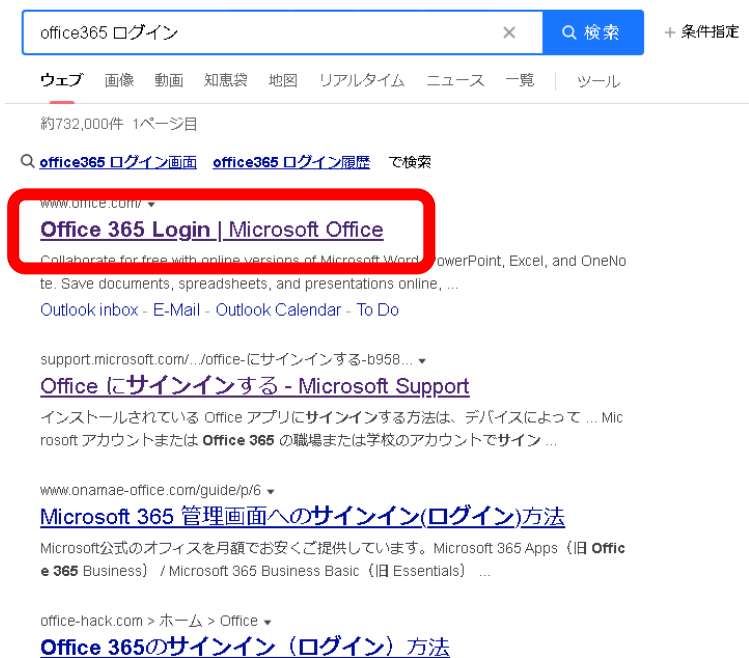 office365 ログイン × 検索 + 条件指定
ウェブ 画像 動画 知恵袋 地図 リアルタイム ニュース 一覧 ツール
約732,000件 1ページ目
office365 ログイン画面 office365 ログイン履歴 で検索
www.office.com/
Office 365 Login | Microsoft Office
Collaborate for free with online versions of Microsoft Word, PowerPoint, Excel, and OneNo
te. Save documents, spreadsheets, and presentations online, ...
Outlook inbox - E-Mail - Outlook Calendar - To Do
support.microsoft.com/.../office-にサインインする-b958...
Office にサインインする - Microsoft Support
インストールされている Office アプリにサインインする方法は、デバイスによって ... Mic
rosoft アカウントまたは Office 365 の職場または学校のアカウントでサイン ...
www.onamae-office.com/guide/p/6
Microsoft 365 管理画面へのサインイン(ログイン)方法
Microsoft公式のオフィスを月額でお安くご提供しています。Microsoft 365 Apps（旧 Offic
e 365 Business） / Microsoft 365 Business Basic（旧 Essentials） ...
office-hack.com > ホーム > Office
Office 365のサインイン（ログイン）方法